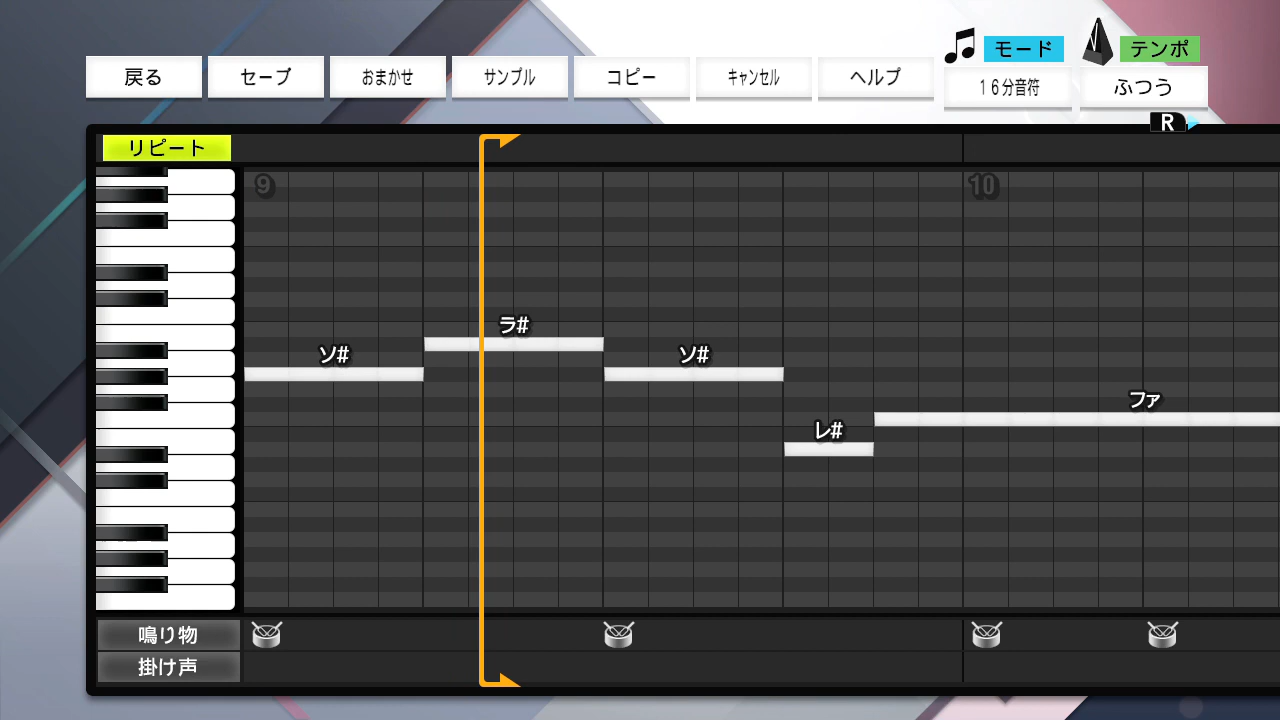 モード
テンポ
戻る
セーブ
おまかせ
サンプル
コピー
キャンセル
ヘルプ
16分音符
ふつう
R
リピート
9
10
ラ#
ソ#
ソ#
ファ
レ#
鳴り物
掛け声